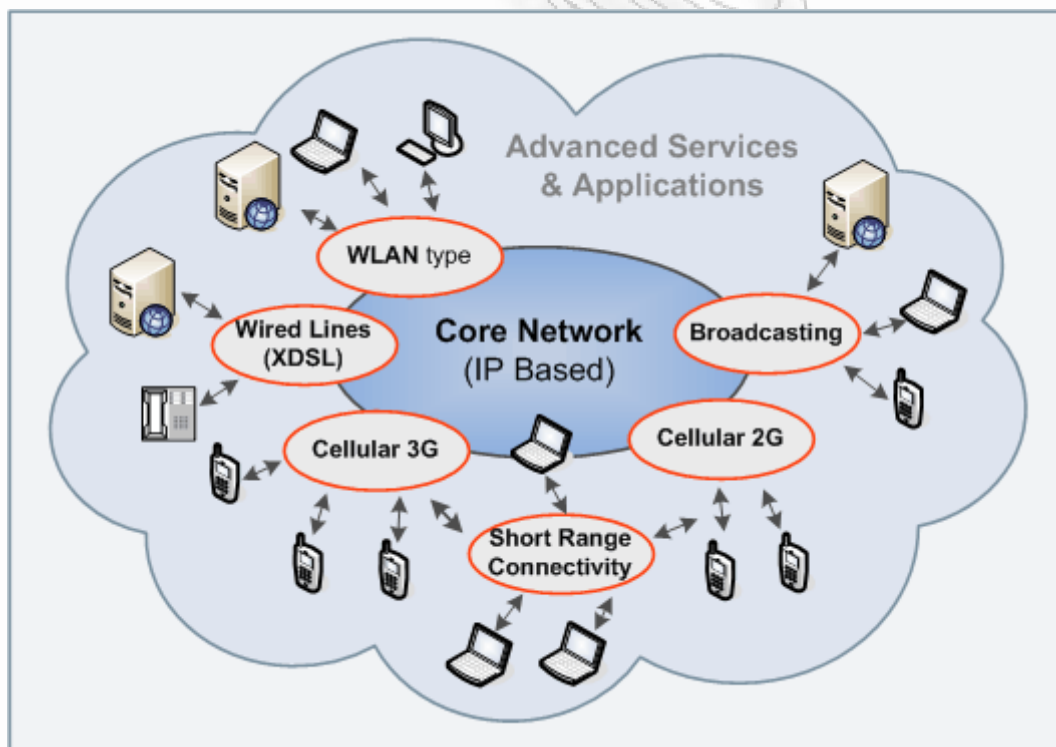 Advanced Services
& Applications
WLAN type
Wired Lines
(XDSL)
Core Network
(IP Based)
Broadcasting
Cellular 3G
Cellular 2G
Short Range
Connectivity